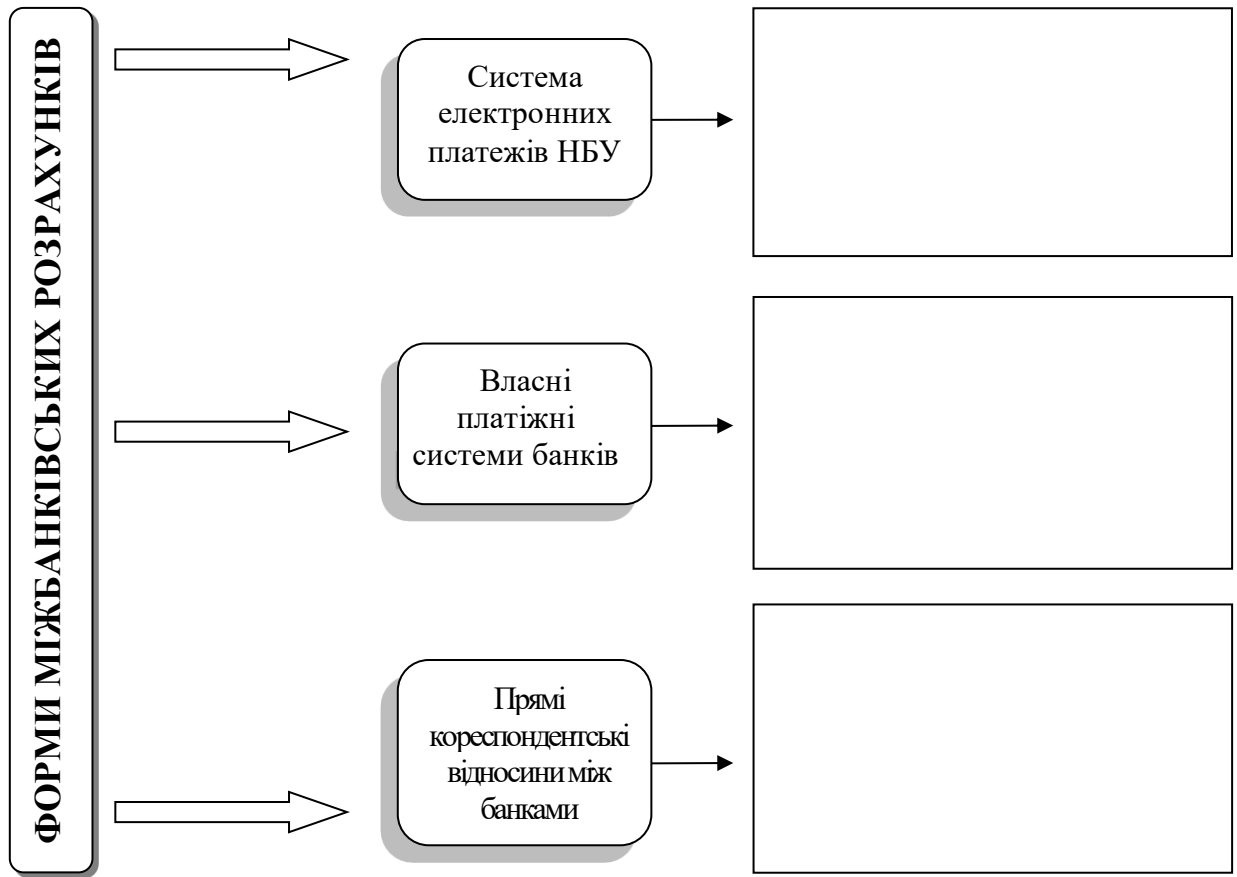 ФОРМИ МІЖБАНКІВСЬКИХ РОЗРАХУНКІВ
Система
електронних
платежів НБУ
Власні
платіжні
системи банків
Прямі
кореспондентські
відносини між
банками